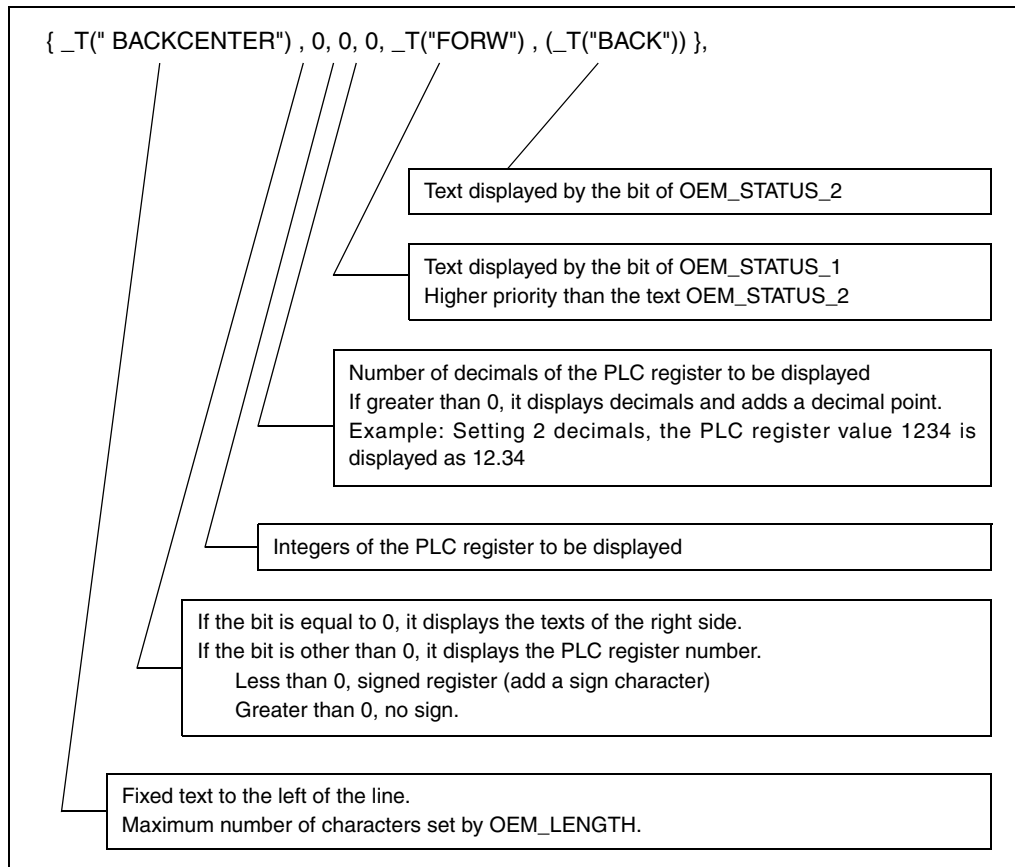 { _T(" BACKCENTER") , 0, 0, 0, _T("FORW") , (_T("BACK")) },
Text displayed by the bit of OEM_STATUS_2
Text displayed by the bit of OEM_STATUS_1
Higher priority than the text OEM_STATUS_2
Number of decimals of the PLC register to be displayed
If greater than 0, it displays decimals and adds a decimal point.
Example: Setting 2 decimals, the PLC register value 1234 is
displayed as 12.34
Integers of the PLC register to be displayed
If the bit is equal to 0, it displays the texts of the right side.
If the bit is other than 0, it displays the PLC register number.
Less than 0, signed register (add a sign character)
Greater than 0, no sign.
Fixed text to the left of the line.
Maximum number of characters set by OEM_LENGTH.